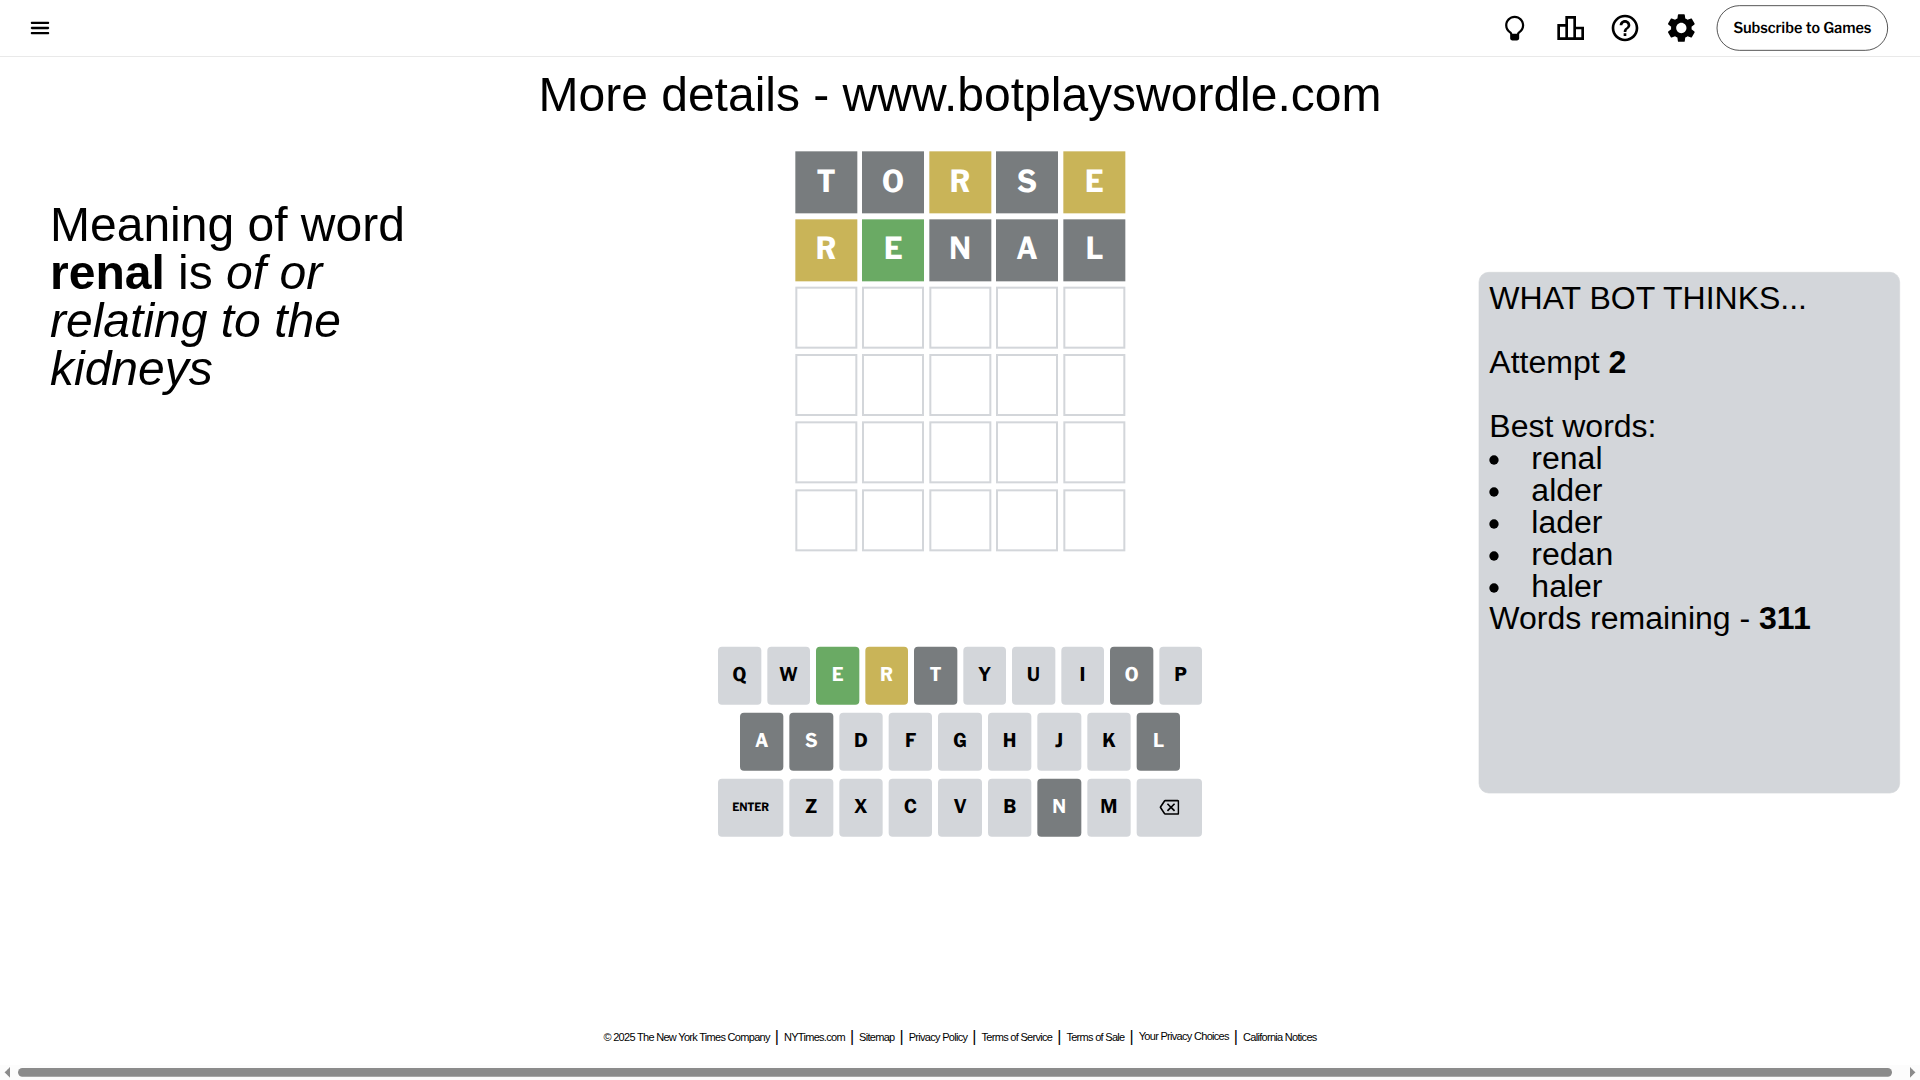 Subscribe to Games
More details - www.botplayswordle.com
Meaning of word
renal is of or
relating to the
kidneys
T O R S E
R E N A L
WHAT BOT THINKS...
Attempt 2
Best words:
• renal
• alder
• lader
• redan
• haler
Words remaining - 311
Q W E R T Y U I O P
A S D F G H J K L
ENTER Z X C V B N M
© 2025 The New York Times Company | NYTimes.com | Sitemap | Privacy Policy | Terms of Service | Terms of Sale | Your Privacy Choices | California Notices